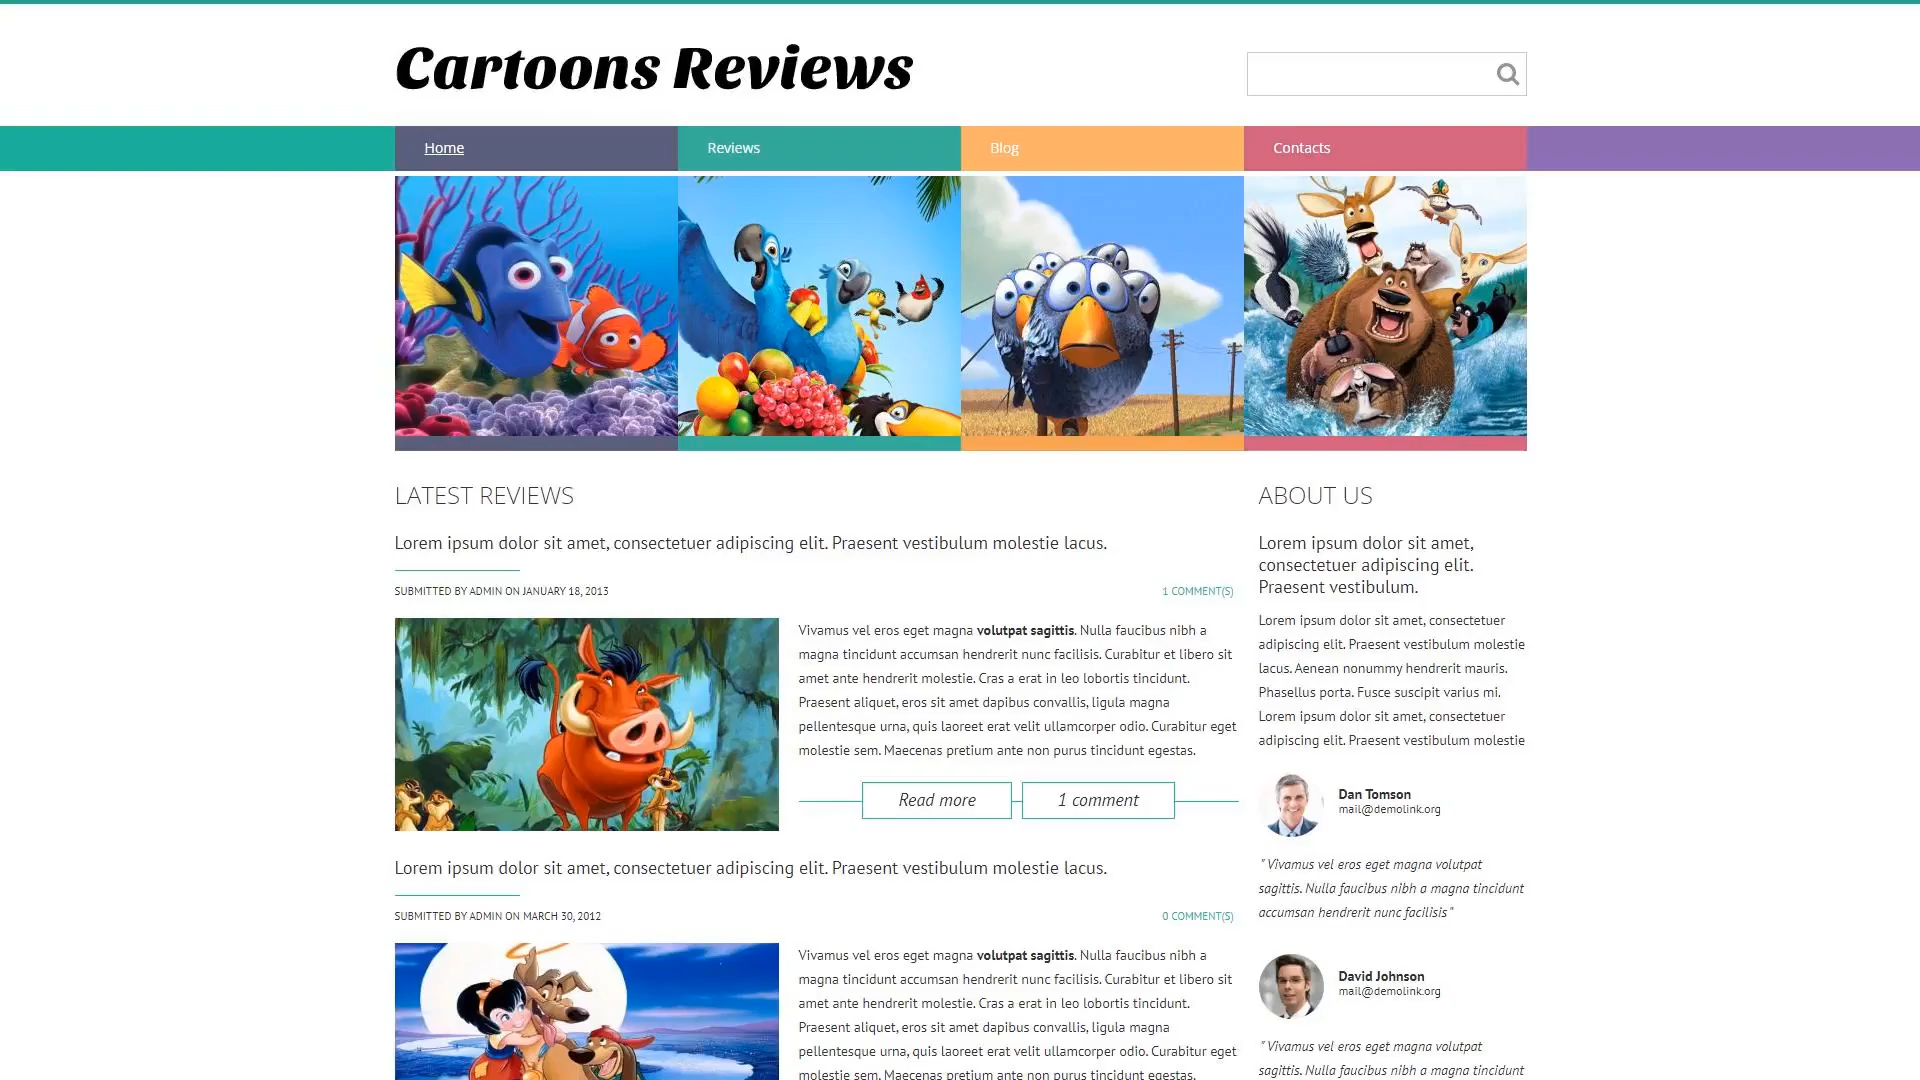 Cartoons Reviews
Home
Reviews
Blog
Contacts
LATEST REVIEWS
Lorem ipsum dolor sit amet, consectetuer adipiscing elit. Praesent vestibulum molestie lacus.
SUBMITTED BY ADMIN ON JANUARY 18, 2013
1 COMMENT(S)
Vivamus vel eros eget magna volutpat sagittis. Nulla faucibus nibh a
magna tincidunt accumsan hendrerit nunc facilisis. Curabitur et libero sit
amet ante hendrerit molestie. Cras a erat in leo lobortis tincidunt.
Praesent aliquet, eros sit amet dapibus convallis, ligula magna
pellentesque urna, quis laoreet erat velit ullamcorper odio. Curabitur eget
molestie sem. Maecenas pretium ante non purus tincidunt egestas.
Read more
1 comment
Lorem ipsum dolor sit amet, consectetuer adipiscing elit. Praesent vestibulum molestie lacus.
SUBMITTED BY ADMIN ON MARCH 30, 2012
0 COMMENT(S)
Vivamus vel eros eget magna volutpat sagittis. Nulla faucibus nibh a
magna tincidunt accumsan hendrerit nunc facilisis. Curabitur et libero sit
amet ante hendrerit molestie. Cras a erat in leo lobortis tincidunt.
Praesent aliquet, eros sit amet dapibus convallis, ligula magna
pellentesque urna, quis laoreet erat velit ullamcorper odio. Curabitur eget
molestie sem. Maecenas pretium ante non purus tincidunt egestas.
ABOUT US
Lorem ipsum dolor sit amet,
consectetuer adipiscing elit.
Praesent vestibulum.
Lorem ipsum dolor sit amet, consectetuer
adipiscing elit. Praesent vestibulum molestie
lacus. Aenean nonummy hendrerit mauris.
Phasellus porta. Fusce suscipit varius mi.
Lorem ipsum dolor sit amet, consectetuer
adipiscing elit. Praesent vestibulum molestie
Dan Tomson
mail@demolink.org
" Vivamus vel eros eget magna volutpat
sagittis. Nulla faucibus nibh a magna tincidunt
accumsan hendrerit nunc facilisis "
David Johnson
mail@demolink.org
" Vivamus vel eros eget magna volutpat
sagittis. Nulla faucibus nibh a magna tincidunt